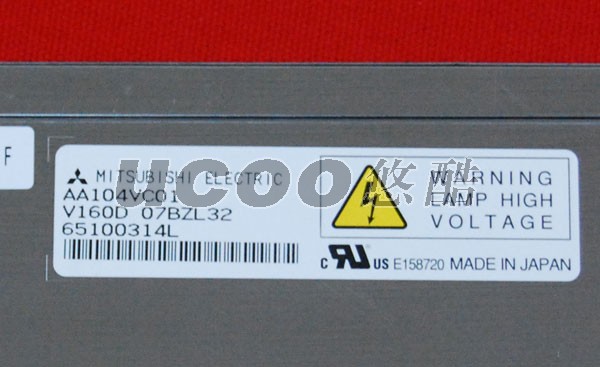 F
MITSUBISHI ELECTRIC
AA104VC01
V160D 07BZL32
65100314L
WARNING
LAMP HIGH
VOLTAGE
c RU US E158720 MADE IN JAPAN
UCOO悠酷